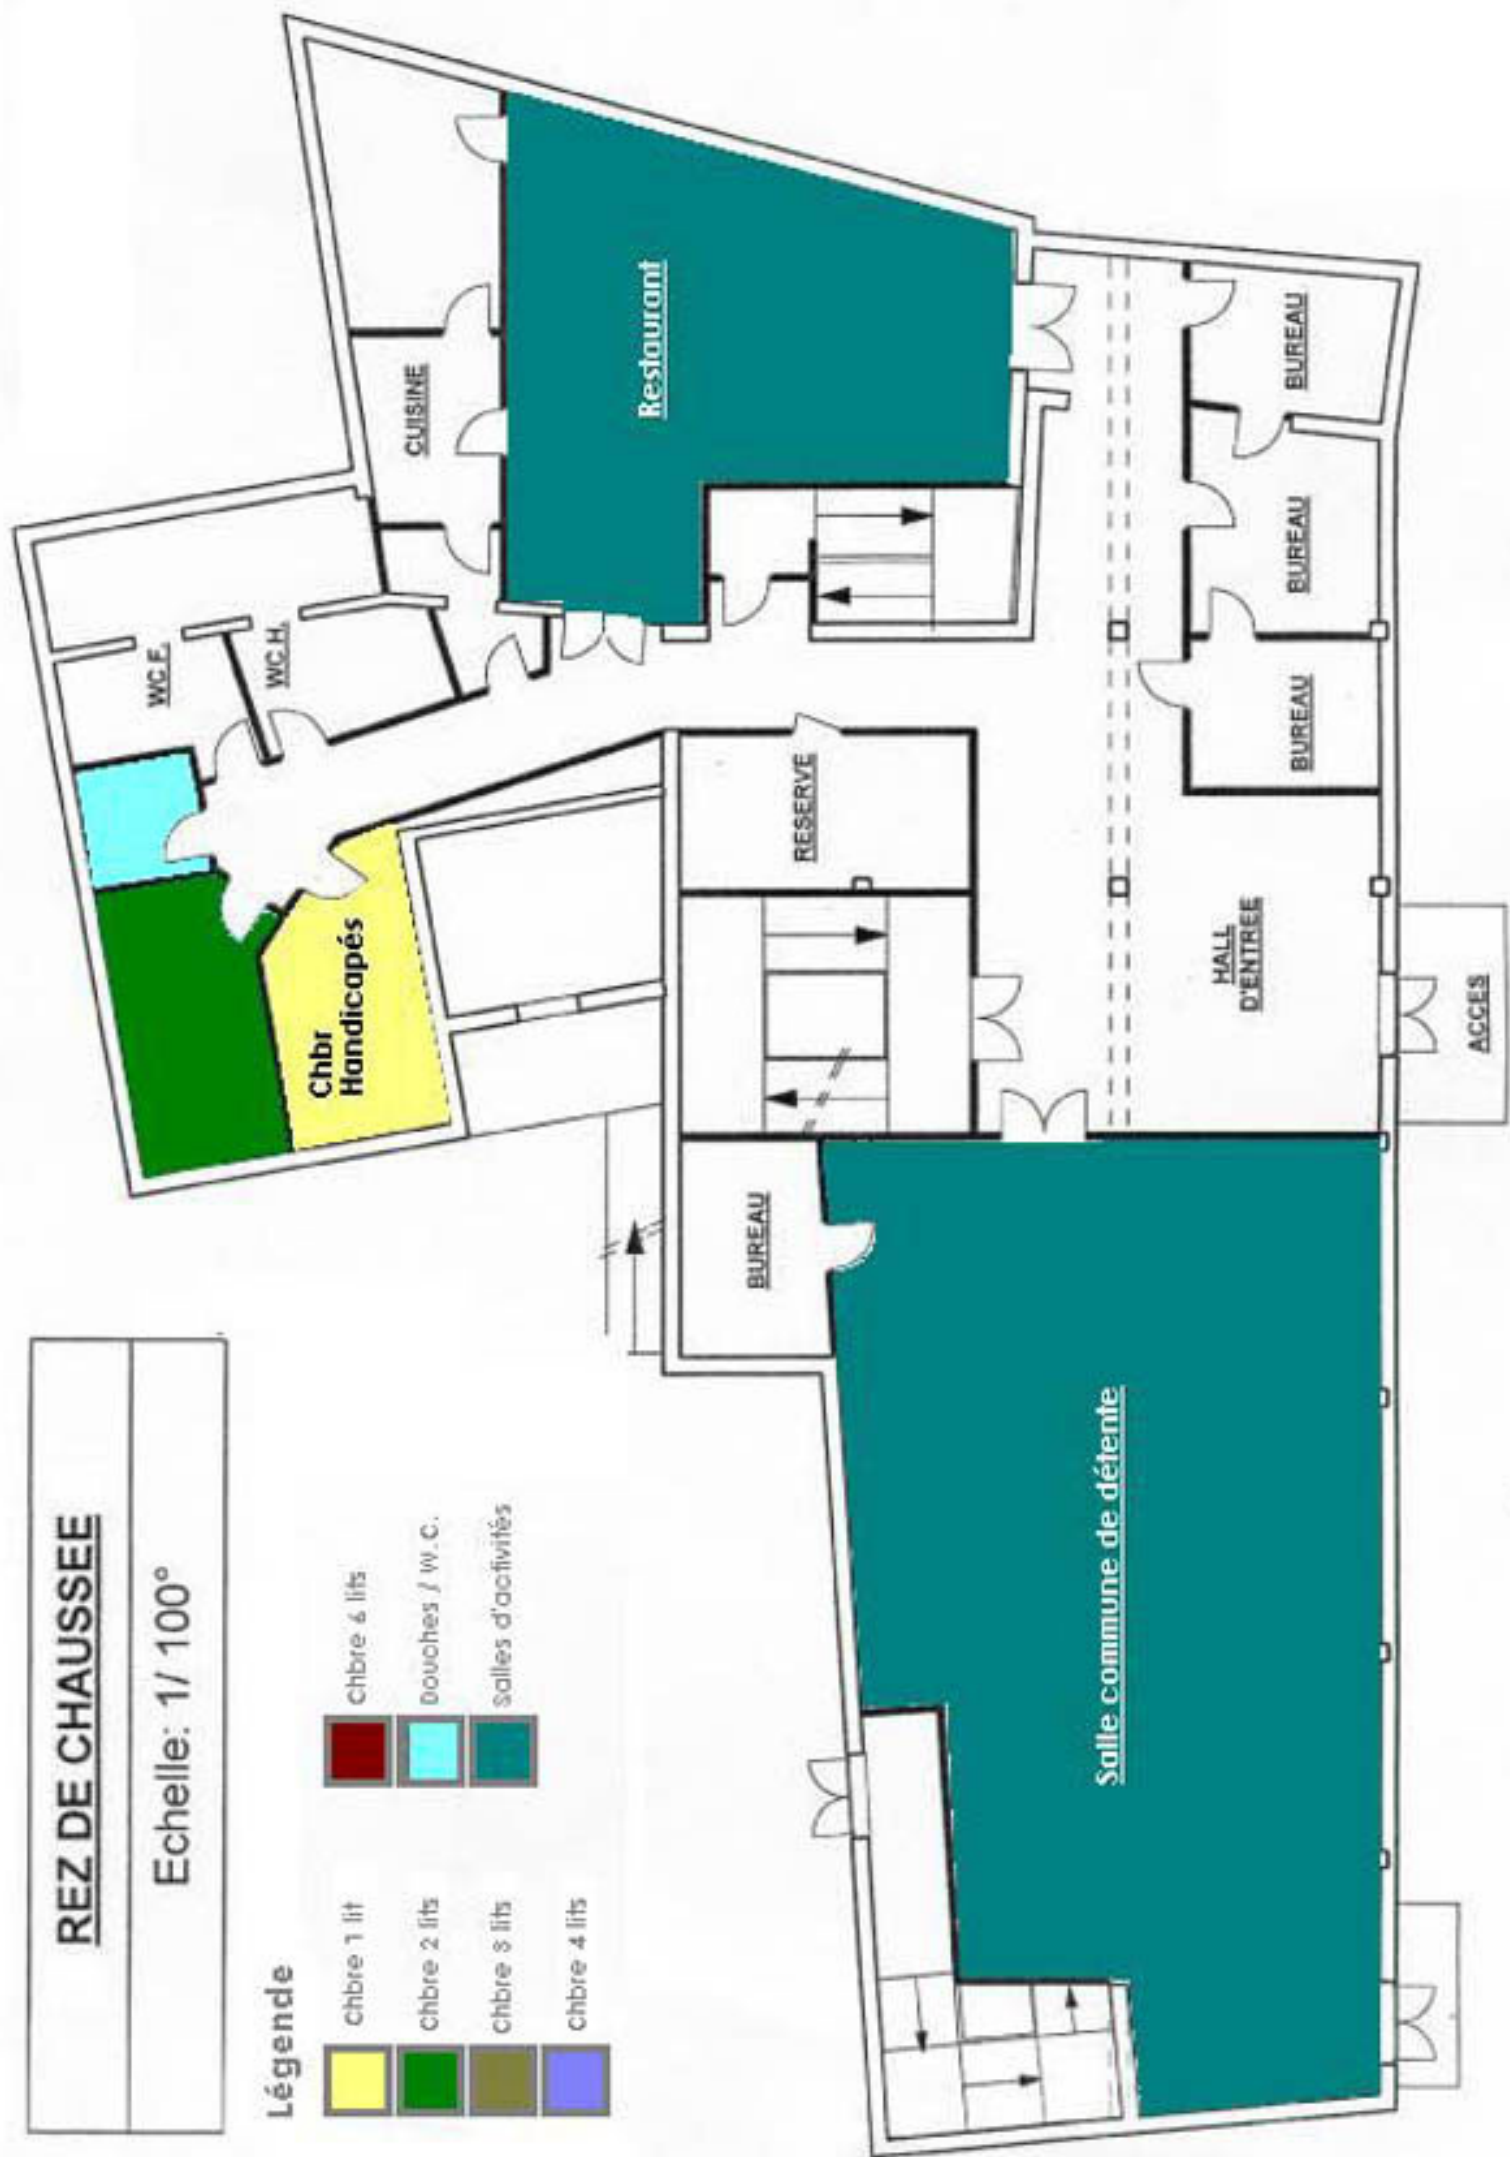 REZ DE CHAUSSEE
Echelle: 1/ 100°
Légende
Chbre 1 lit
Chbre 2 lits
Chbre 3 lits
Chbre 4 lits
Chbre 6 lits
Douches / W.C.
Salles d'activités
WC F.
WC H.
CUISINE
Restaurant
Chbr
Handicapés
RESERVE
BUREAU
BUREAU
BUREAU
BUREAU
HALL
D'ENTREE
ACCES
Salle commune de détente